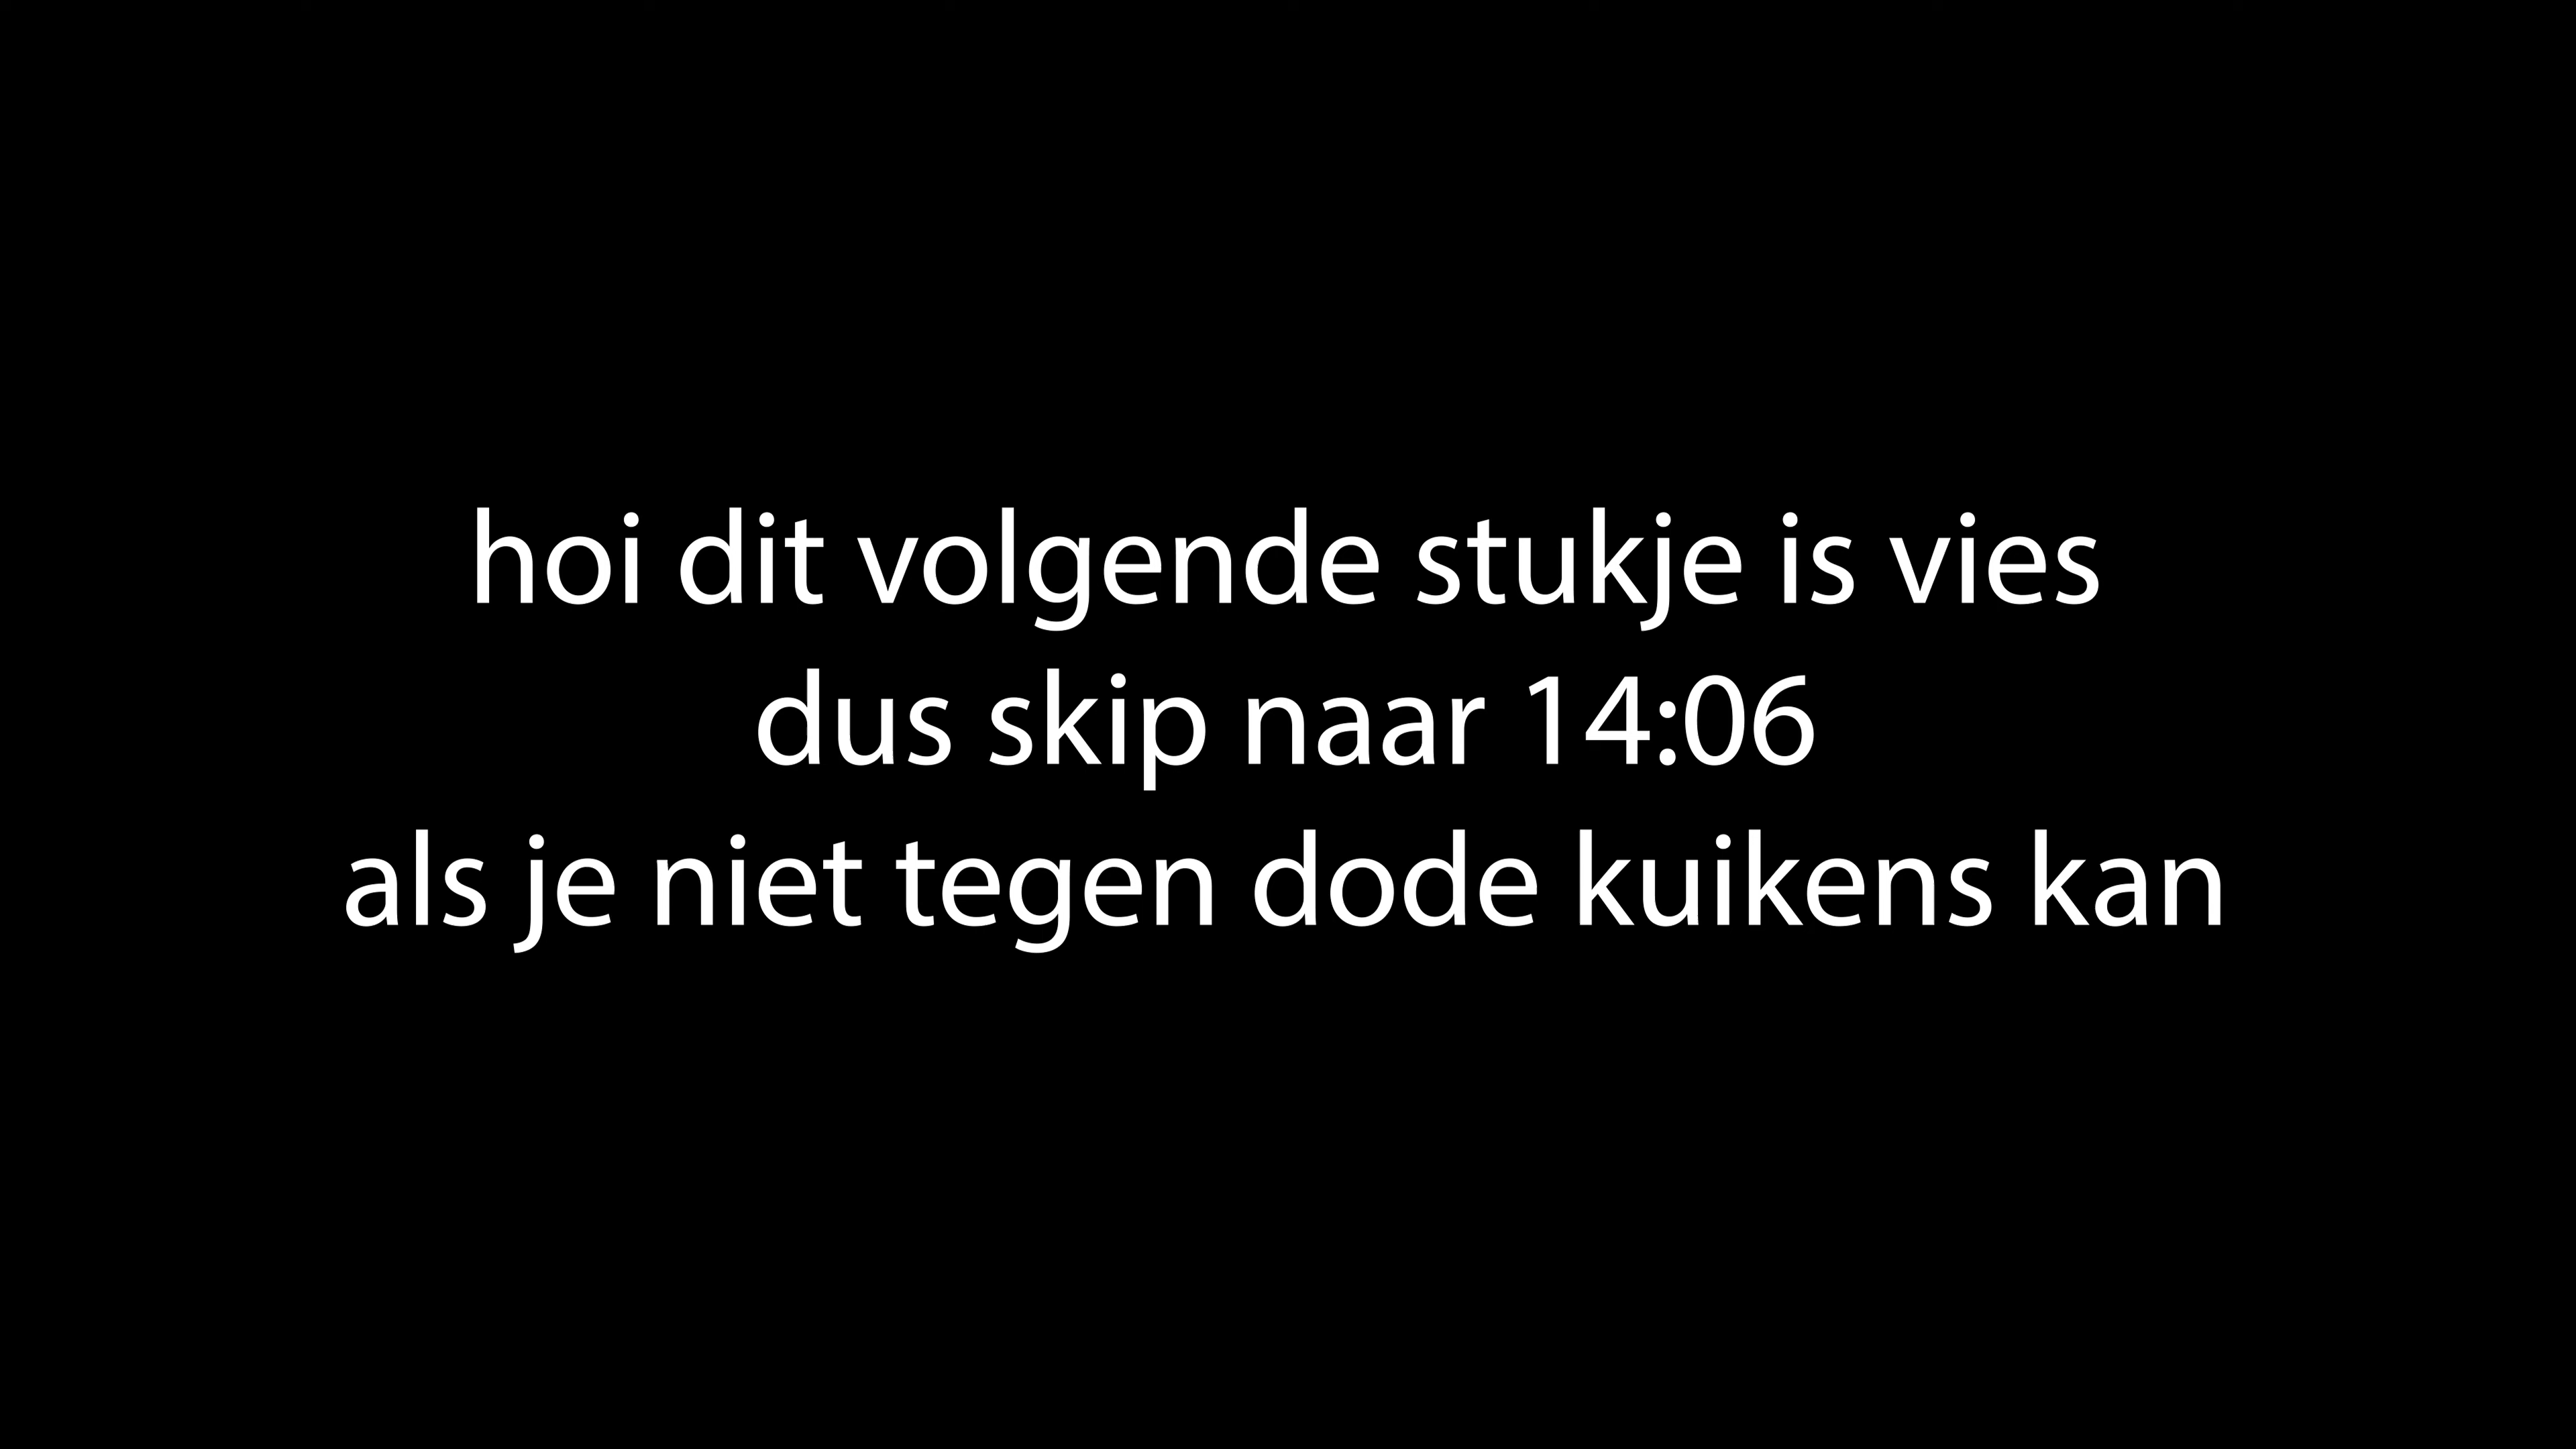 hoi dit volgende stukje is vies
dus skip naar 14:06
als je niet tegen dode kuikens kan